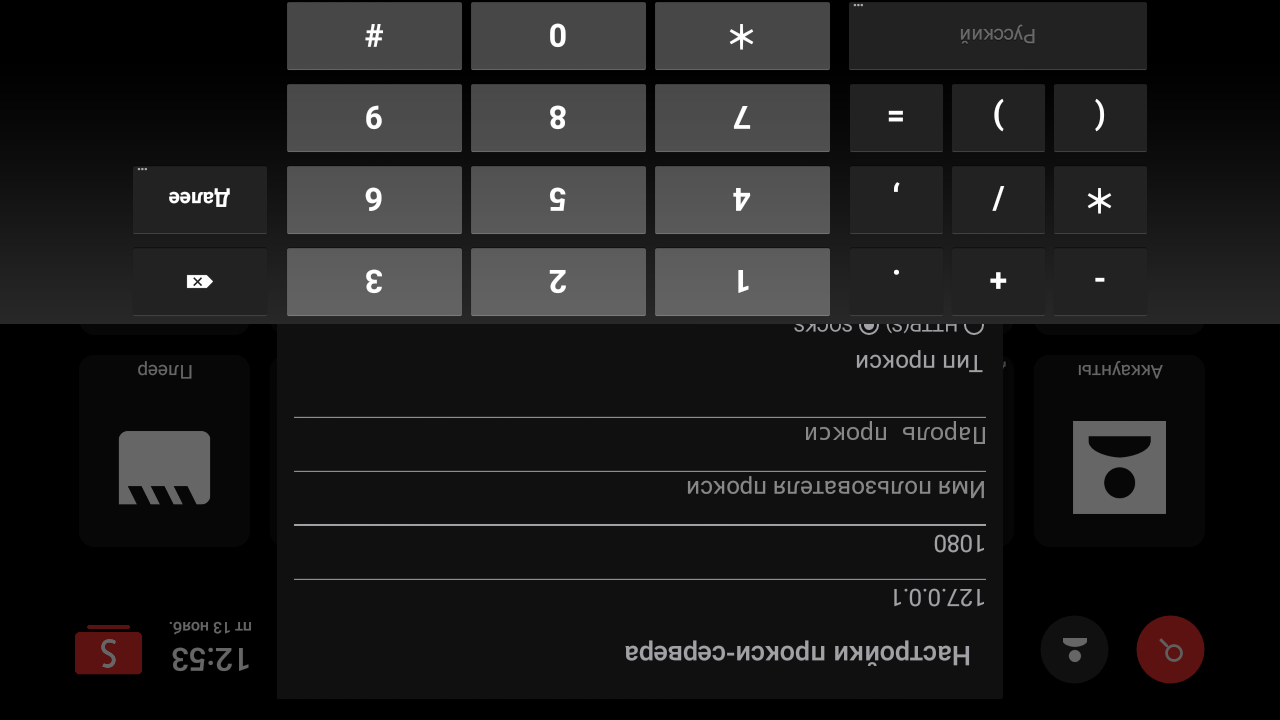 Настройки прокси-сервера
12:53
пт 13 нояб.
S
127.0.0.1
1080
Имя пользователя прокси
Пароль прокси
Аккаунты
Тип прокси
Плеер
HTTP(s) socks
- + . 1 2 3
* / , 4 5 6 Далее
( ) = 7 8 9
Русский * 0 #